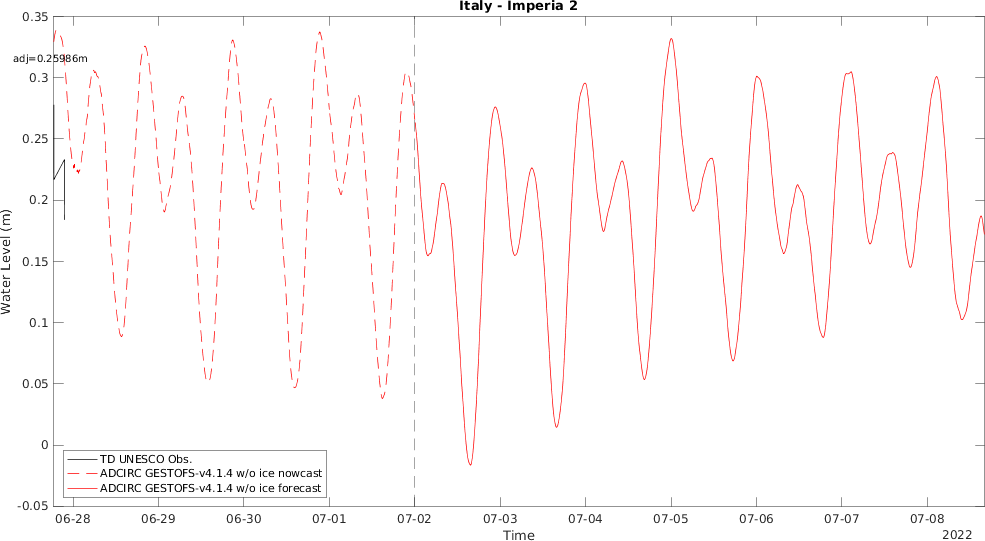 Italy - Imperia 2
0.35
adj=0.25986m
0.3
0.25
0.2
0.15
0.1
0.05
0
-0.05
Water Level (m)
TD UNESCO Obs.
ADCIRC GESTOFS-v4.1.4 w/o ice nowcast
ADCIRC GESTOFS-v4.1.4 w/o ice forecast
06-28 06-29 06-30 07-01 07-02 07-03 07-04 07-05 07-06 07-07 07-08
Time
2022